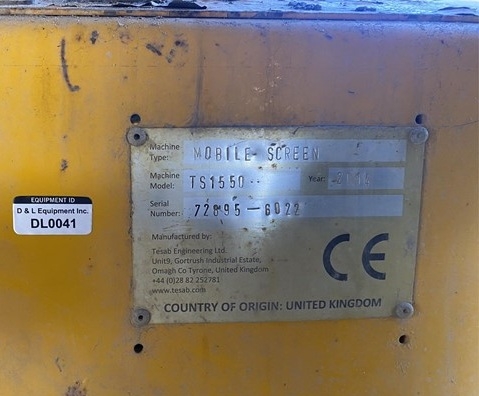 Machine Type: MOBILE SCREEN
Machine Model: TS1550 Year:
Serial Number: 72895-6022
Manufactured by:
Tesab Engineering Ltd.
Unit9, Gortrush Industrial Estate,
Omagh Co Tyrone, United Kingdom
+44 (0)28 82 252781
www.tesab.com
CE
COUNTRY OF ORIGIN: UNITED KINGDOM
EQUIPMENT ID
D & L Equipment Inc.
DL0041